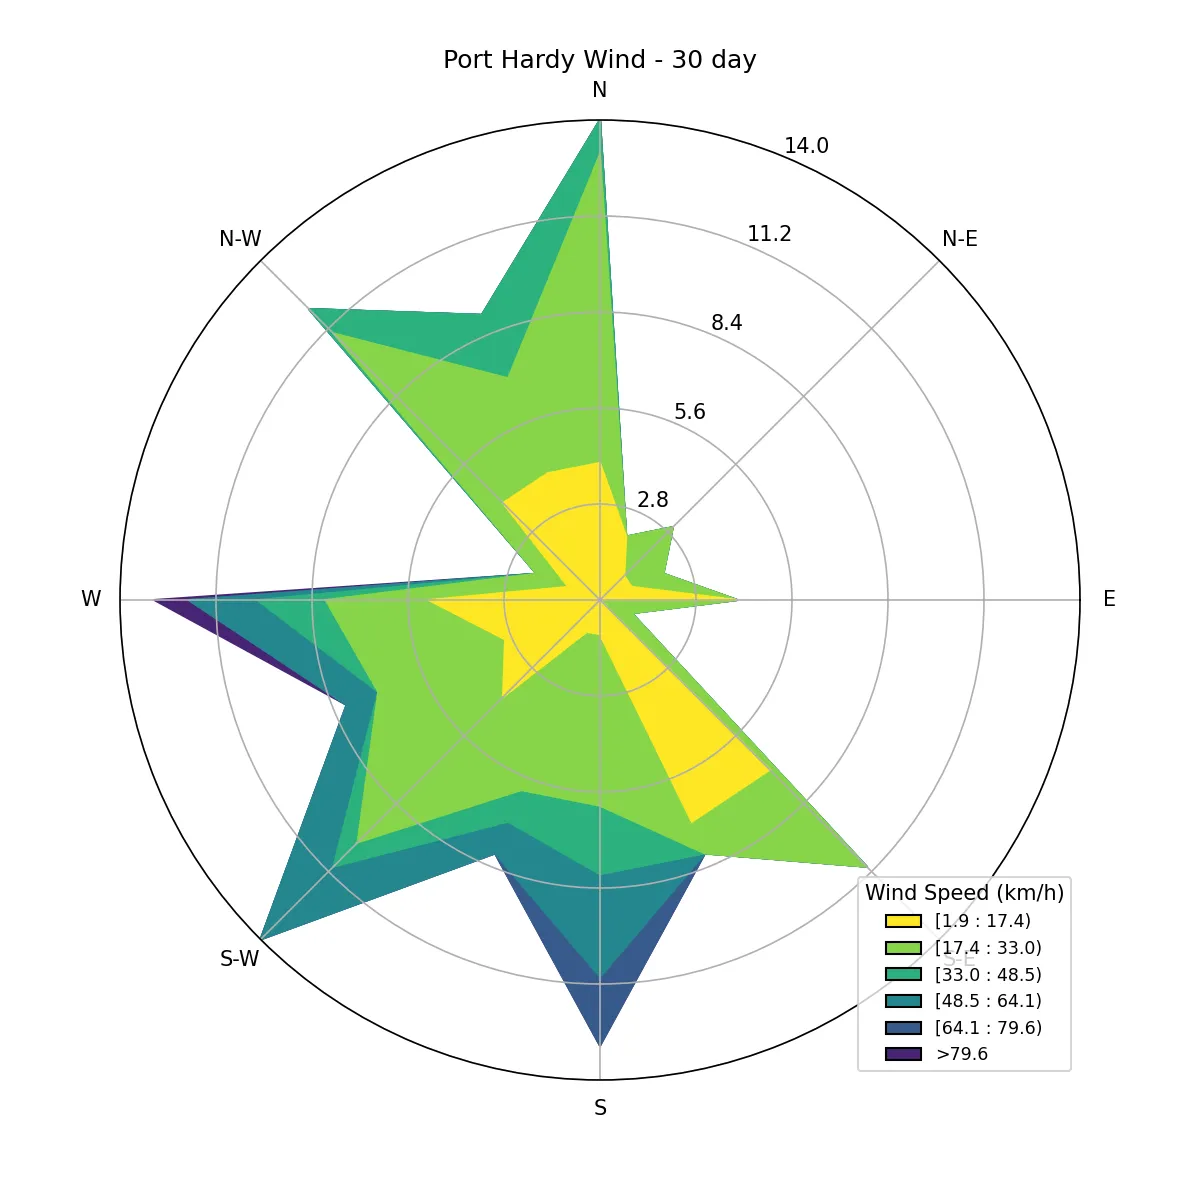 Port Hardy Wind - 30 day
N
14.0
N-W
11.2
N-E
8.4
5.6
2.8
W
E
S-W
S-E
S
Wind Speed (km/h)
[1.9 : 17.4)
[17.4 : 33.0)
[33.0 : 48.5)
[48.5 : 64.1)
[64.1 : 79.6)
>79.6